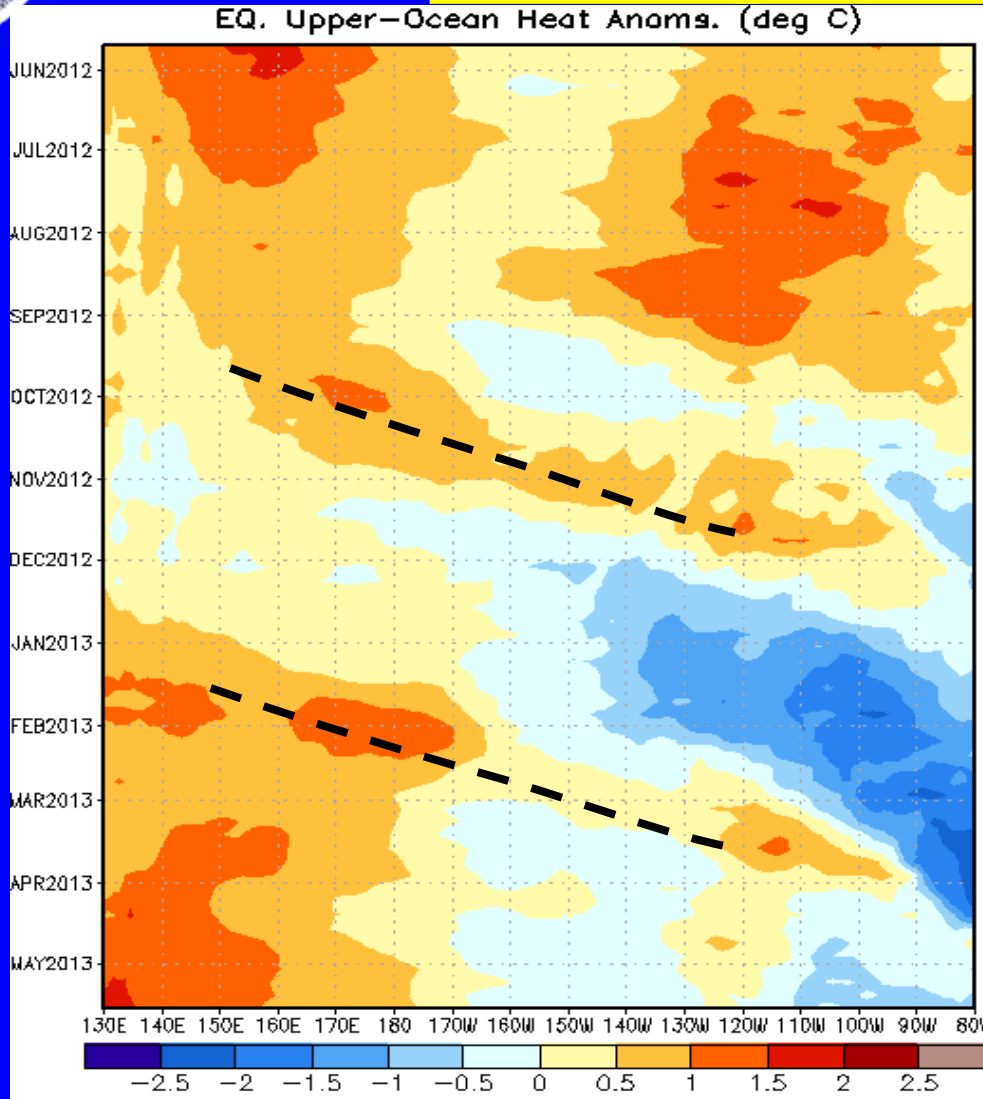 EQ. Upper-Ocean Heat Anoms. (deg C)
JUN2012
JUL2012
AUG2012
SEP2012
OCT2012
NOV2012
DEC2012
JAN2013
FEB2013
MAR2013
APR2013
MAY2013
130E 140E 150E 160E 170E 180 170W 160W 150W 140W 130W 120W 110W 100W 90W 80W
-2.5 -2 -1.5 -1 -0.5 0 0.5 1 1.5 2 2.5